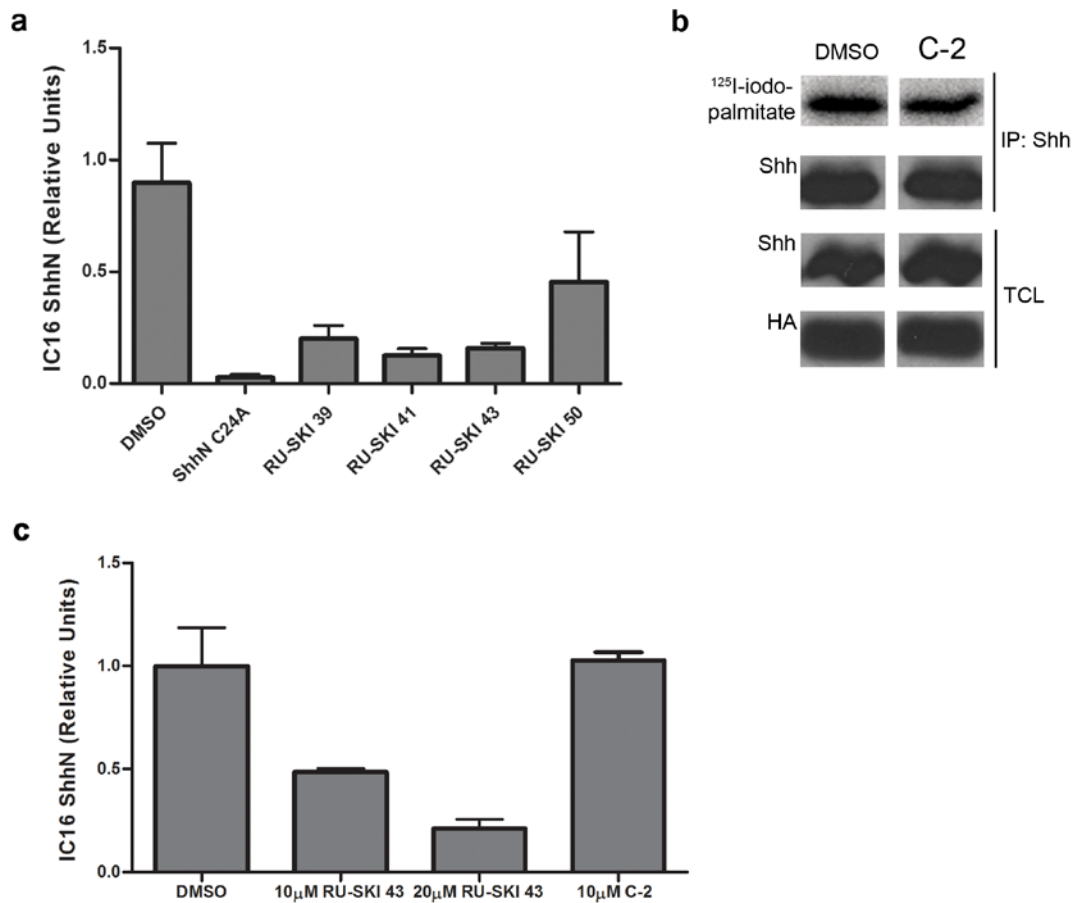 a
IC16 ShhN (Relative Units)
1.5
1.0
0.5
0.0
DMSO
ShhN C24A
RU-SKI 39
RU-SKI 41
RU-SKI 43
RU-SKI 50
b
DMSO
C-2
¹²⁵I-iodo-
palmitate
Shh
IP: Shh
Shh
HA
TCL
c
IC16 ShhN (Relative Units)
1.5
1.0
0.5
0.0
DMSO
10μM RU-SKI 43
20μM RU-SKI 43
10μM C-2